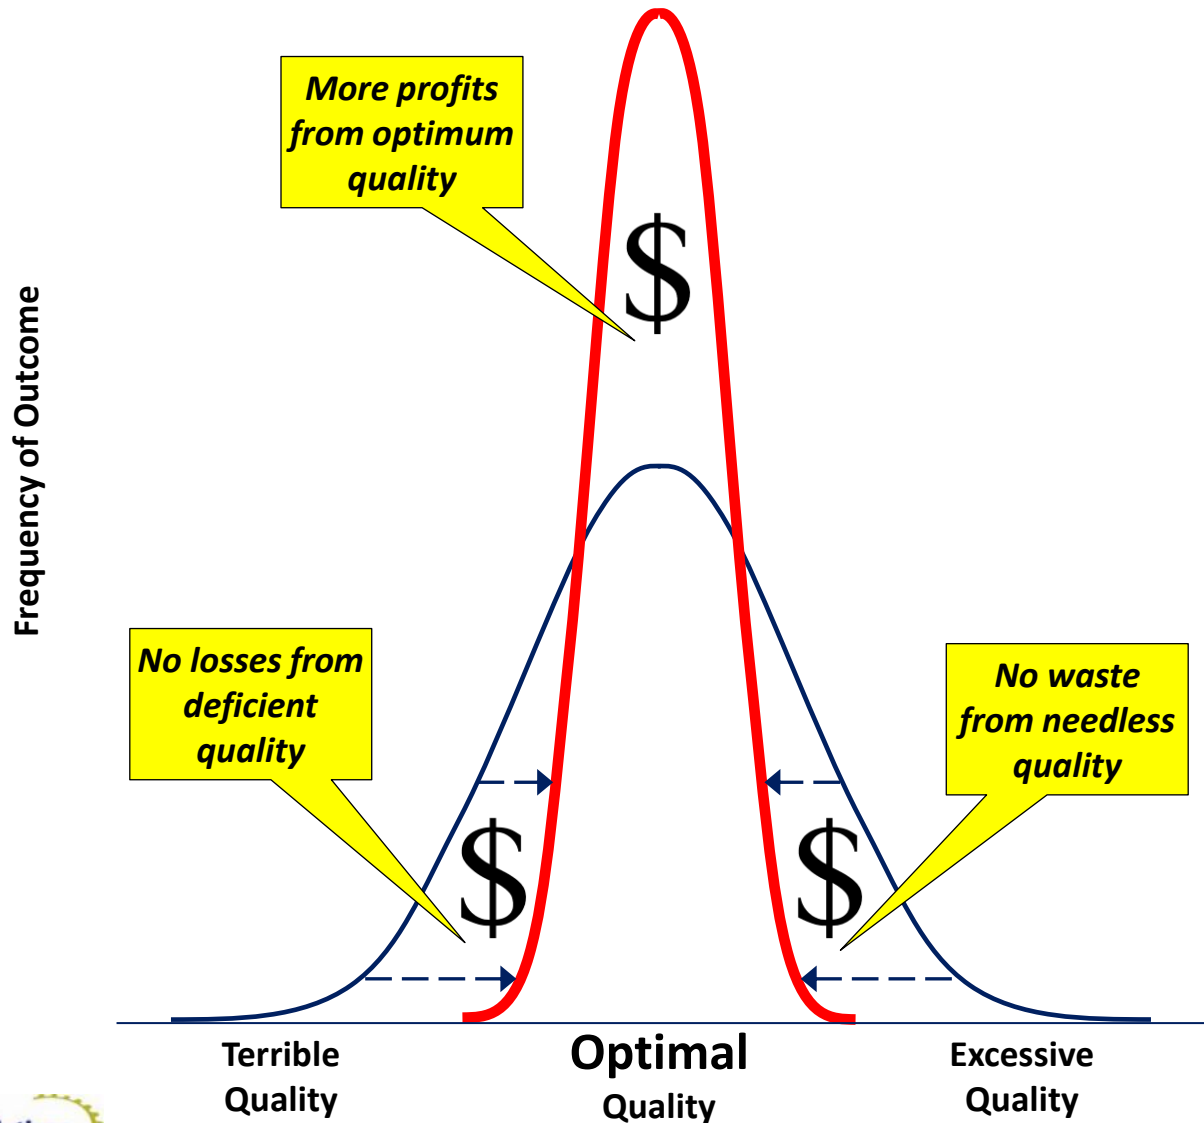 More profits
from optimum
quality
$
Frequency of Outcome
No losses from
deficient
quality
No waste
from needless
quality
$
$
Terrible
Quality
Optimal
Quality
Excessive
Quality